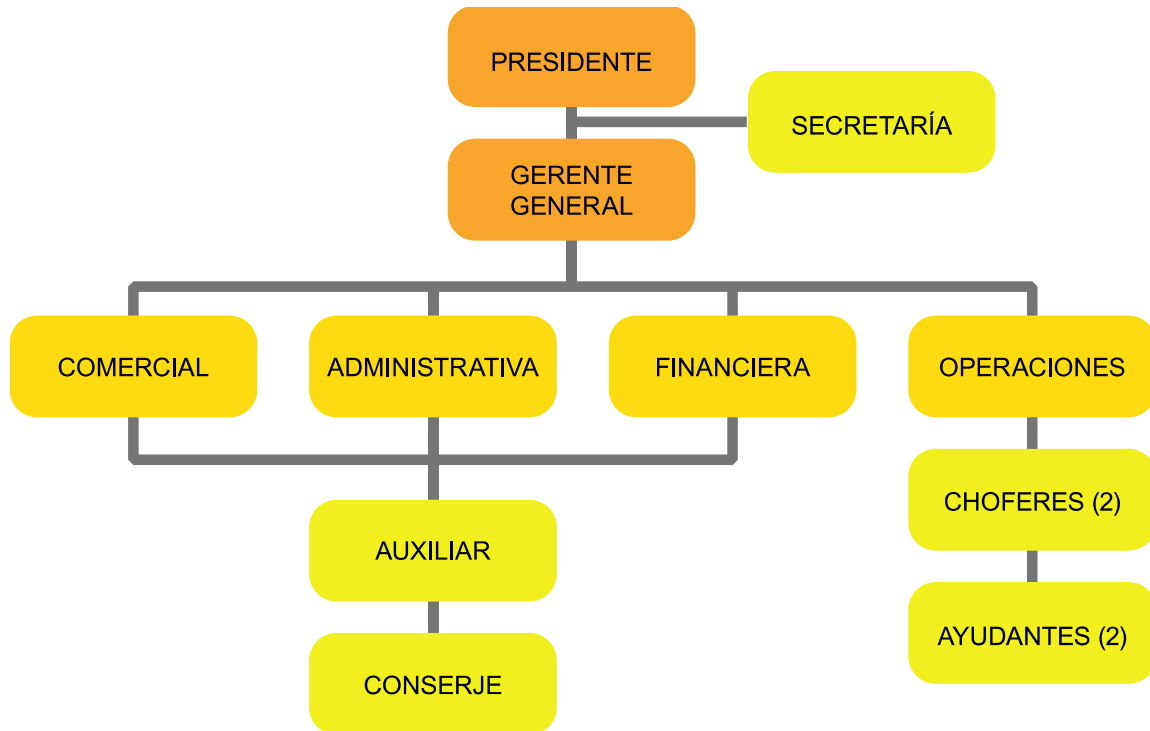 PRESIDENTE
SECRETARÍA
GERENTE
GENERAL
COMERCIAL
ADMINISTRATIVA
FINANCIERA
OPERACIONES
CHOFERES (2)
AUXILIAR
AYUDANTES (2)
CONSERJE